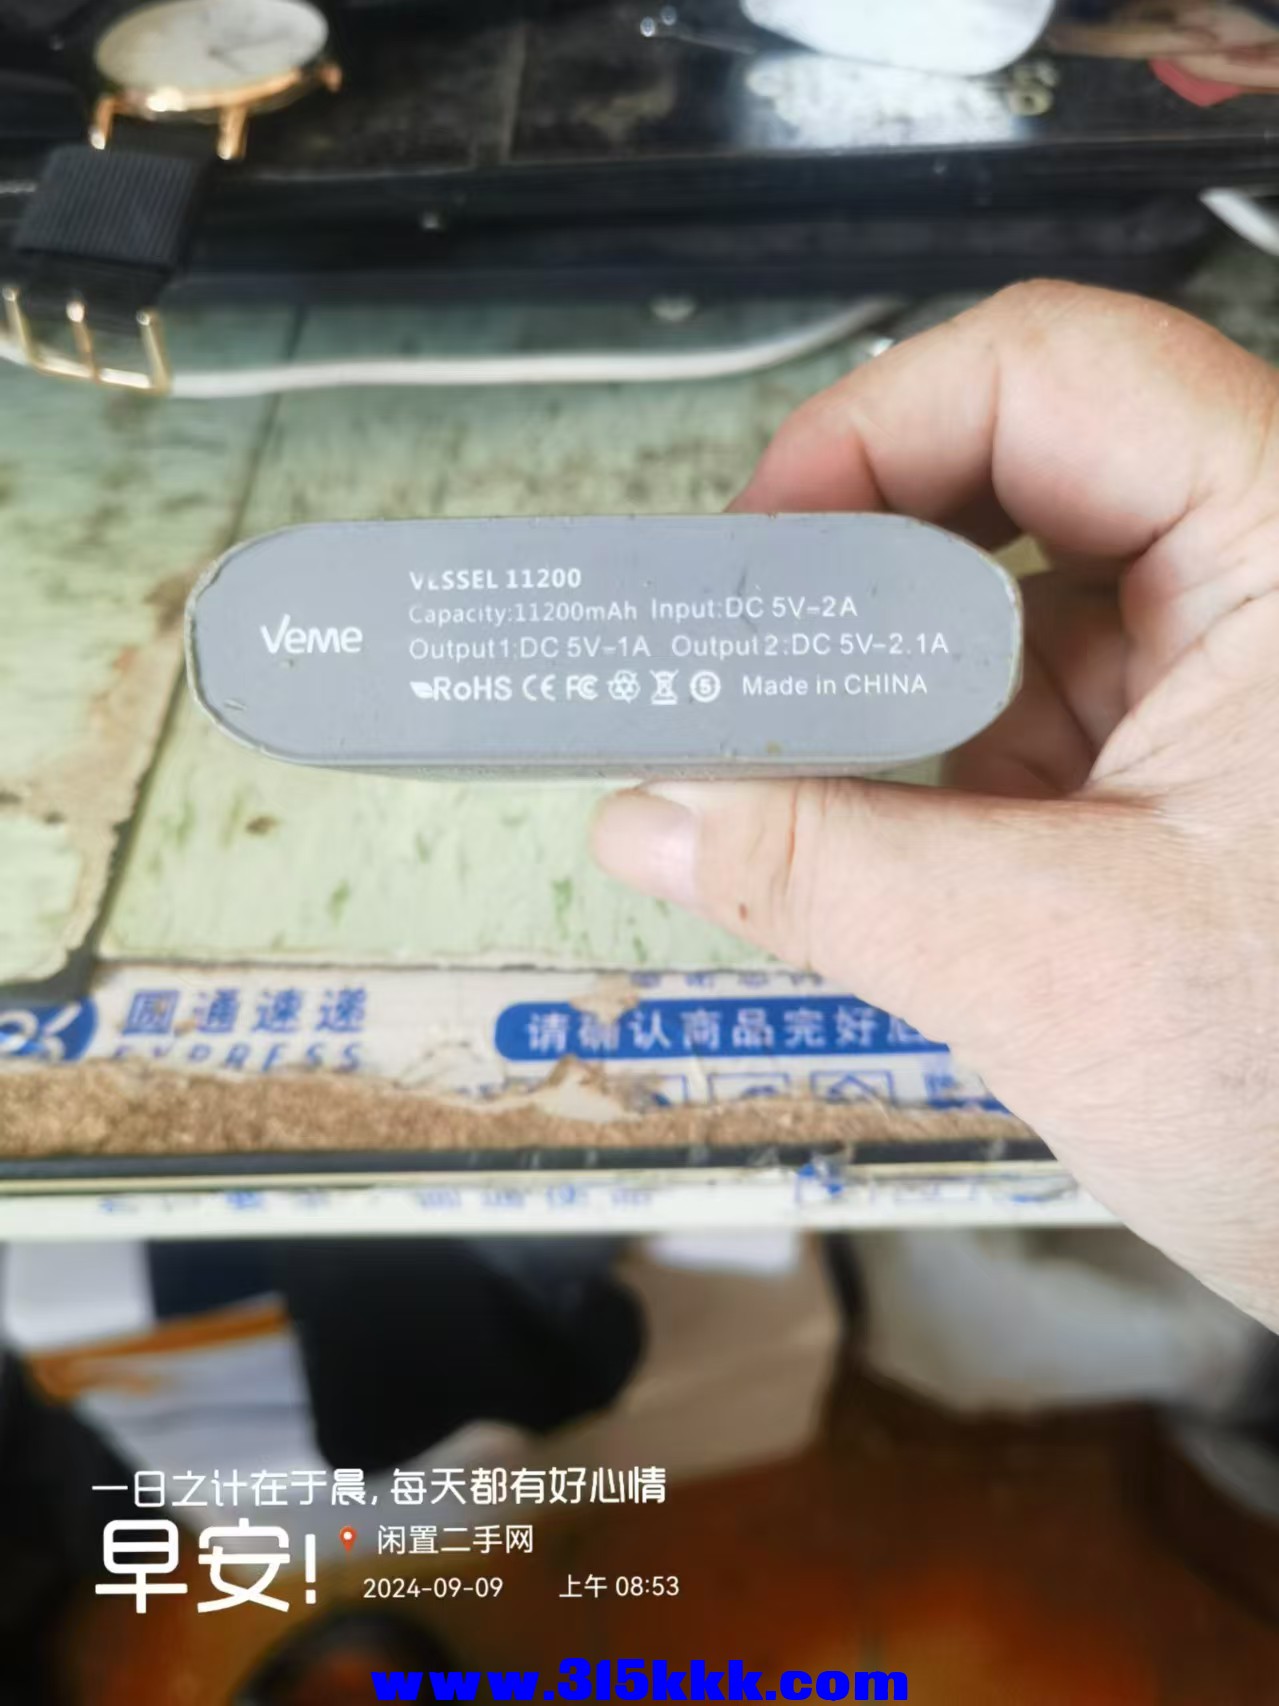 Veme
VESSEL 11200
Capacity:11200mAh Input:DC 5V-2A
Output1:DC 5V-1A Output2:DC 5V-2.1A
RoHS CE FC 5 Made in CHINA
圆通速递
EXPRESS
请确认商品完好
一日之计在于晨,每天都有好心情
早安!
闲置二手网
2024-09-09 上午 08:53
www.315kkk.com